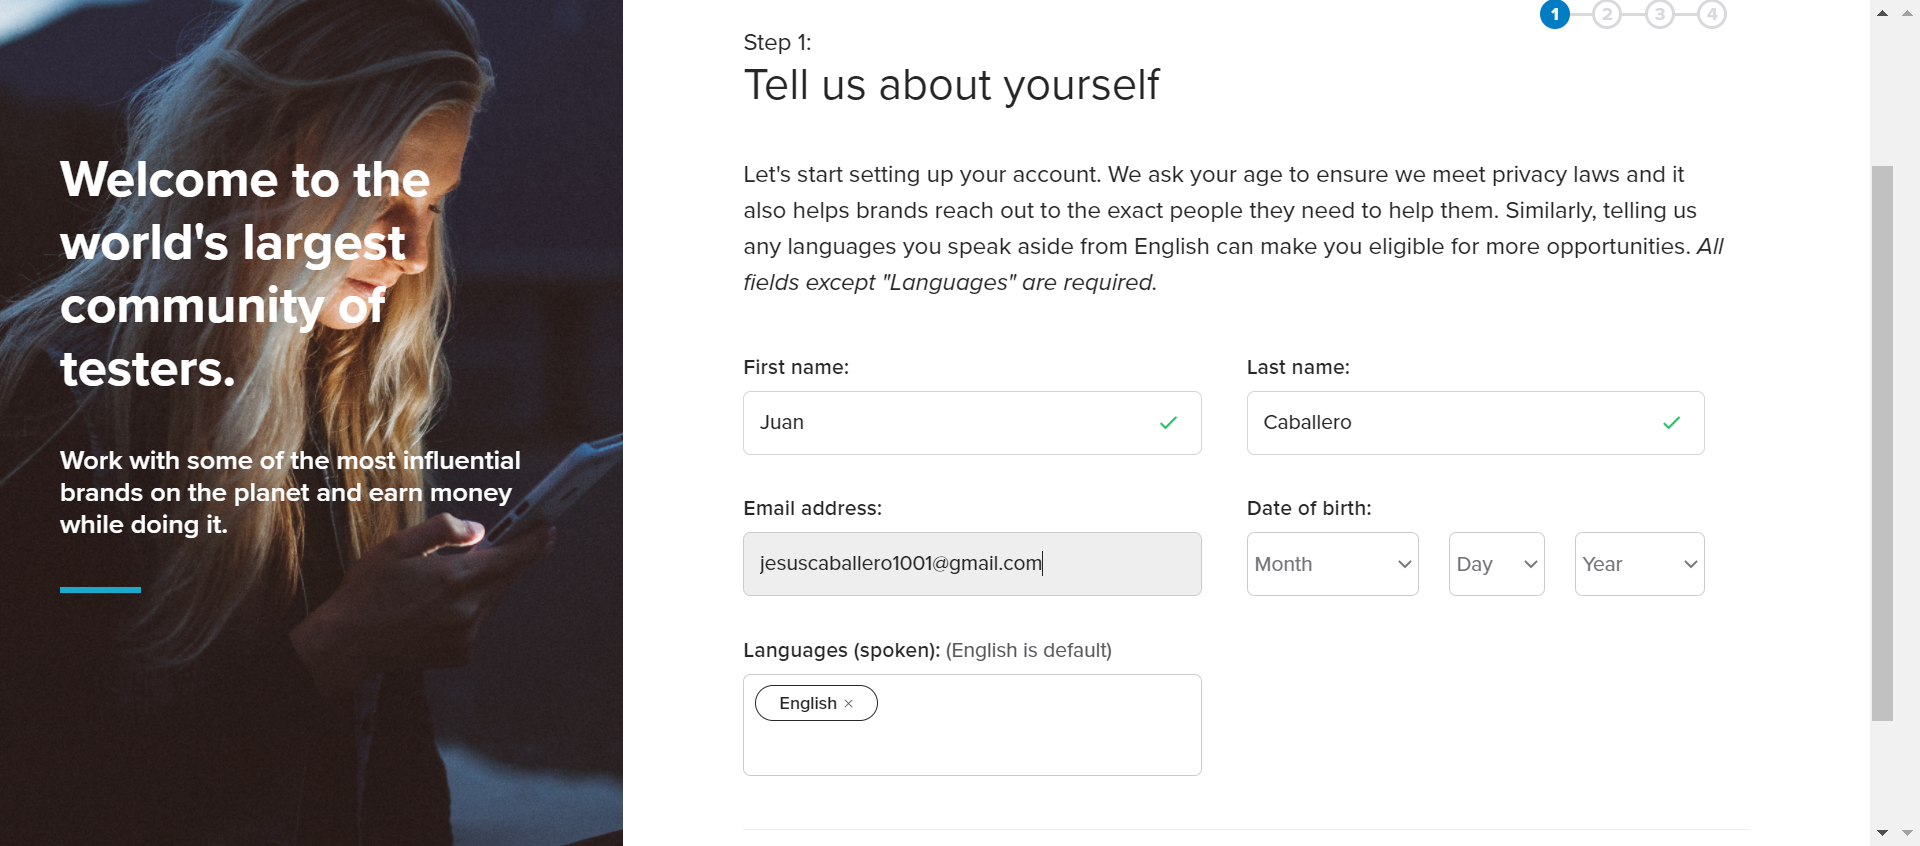 Welcome to the
world's largest
community of
testers.
Work with some of the most influential
brands on the planet and earn money
while doing it.
1 2 3 4
Step 1:
Tell us about yourself
Let's start setting up your account. We ask your age to ensure we meet privacy laws and it
also helps brands reach out to the exact people they need to help them. Similarly, telling us
any languages you speak aside from English can make you eligible for more opportunities. All
fields except "Languages" are required.
First name:
Last name:
Juan
Caballero
Email address:
Date of birth:
jesuscaballero1001@gmail.com
Month
Day
Year
Languages (spoken): (English is default)
English ×